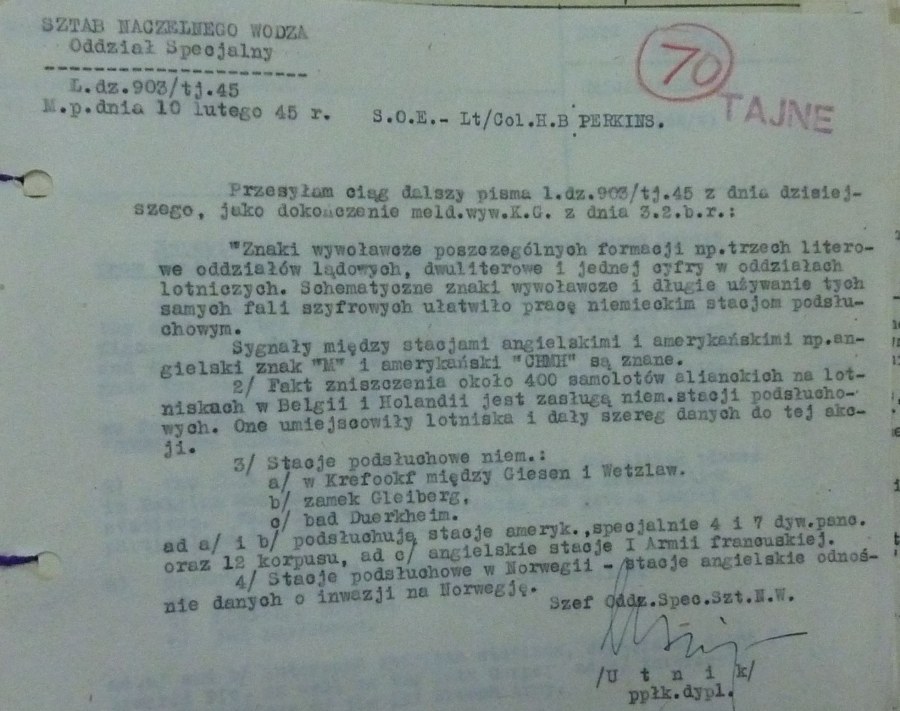 SZTAB NACZELNEGO WODZA
Oddział Specjalny
L.dz.903/tj.45
M.p.dnia 10 lutego 45 r.
70
TAJNE
S.O.E.- Lt/Col.H.B PERKINS.
Przesyłam ciąg dalszy pisma l.dz.903/tj.45 z dnia dzisiej-
szego, jako dokończenie meld.wyw.K.G. z dnia 3.2.b.r.:
"Znaki wywoławcze poszczególnych formacji np.trzech litero-
we oddziałów lądowych, dwuliterowe i jednej cyfry w oddziałach
lotniczych. Schematyczne znaki wywoławcze i długie używanie tych
samych fali szyfrowych ułatwiło pracę niemieckim stacjom podsłu-
chowym.
Sygnały między stacjami angielskimi i amerykańskimi np.an-
gielski znak "M" i amerykański "CHMH" są znane.
2/ Fakt zniszczenia około 400 samolotów alianckich na lot-
niskach w Belgii i Holandii jest zasługą niem.stacji podsłucho-
wych. One umiejscowiły lotniska i dały szereg danych do tej akc-
ji.
3/ Stacje podsłuchowe niem.:
a/ w Krefookf między Giesen i Wetzlaw.
b/ zamek Gleiberg,
c/ bad Duerkheim.
ad a/ i b/ podsłuchują stacje ameryk.,specjalnie 4 i 7 dyw.panc.
oraz 12 korpusu, ad c/ angielskie stacje I Armii francuskiej.
4/ Stacje podsłuchowe w Norwegii - stacje angielskie odnoś-
nie danych o inwazji na Norwegję.
Szef Oddz.Spec.Szt.N.W.
/U t n i k/
ppłk.dypl.